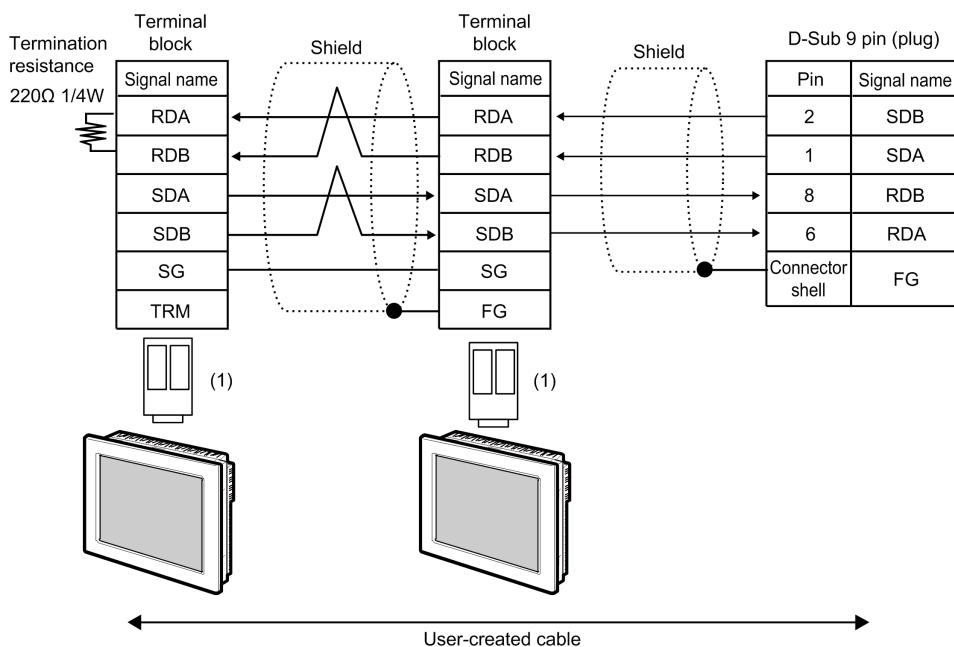 Termination
resistance
220Ω 1/4W
Terminal
block
Signal name
RDA
RDB
SDA
SDB
SG
TRM
Shield
Terminal
block
Signal name
RDA
RDB
SDA
SDB
SG
FG
Shield
D-Sub 9 pin (plug)
Pin Signal name
2 SDB
1 SDA
8 RDB
6 RDA
Connector
shell
FG
(1)
(1)
User-created cable